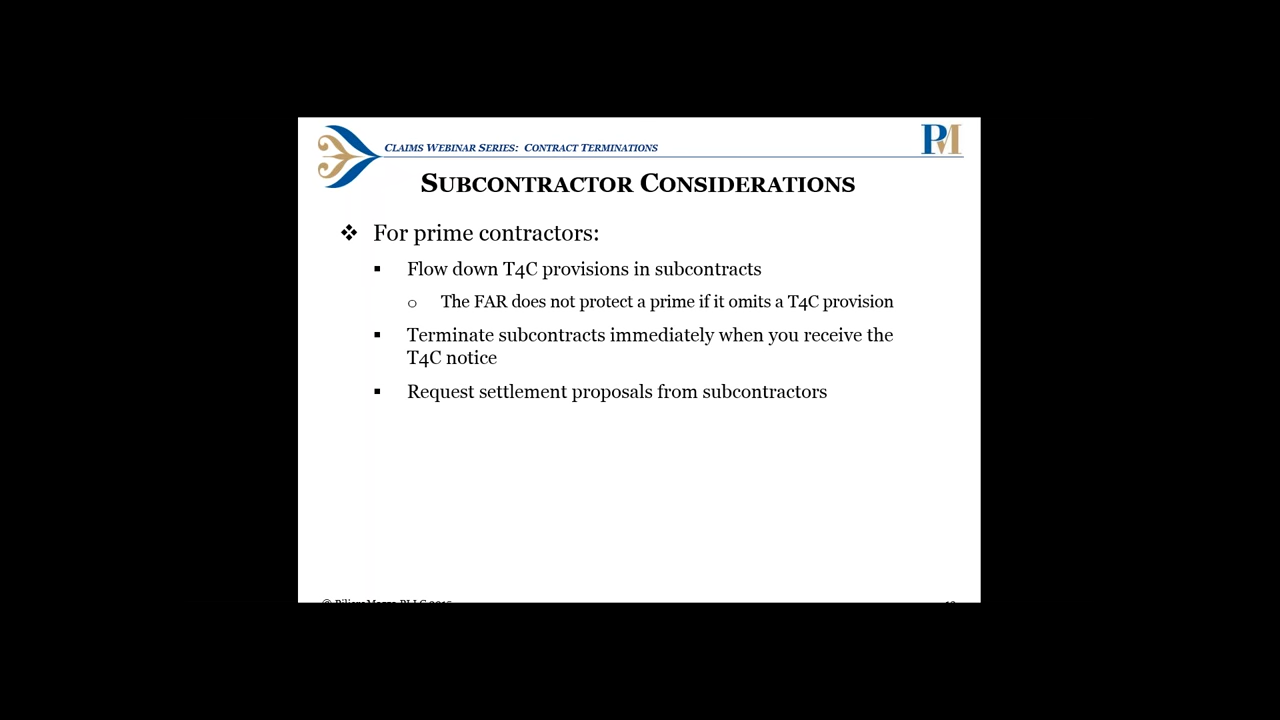 CLAIMS WEBINAR SERIES: CONTRACT TERMINATIONS
PM
SUBCONTRACTOR CONSIDERATIONS
❖ For prime contractors:
▪ Flow down T4C provisions in subcontracts
o The FAR does not protect a prime if it omits a T4C provision
▪ Terminate subcontracts immediately when you receive the
T4C notice
▪ Request settlement proposals from subcontractors